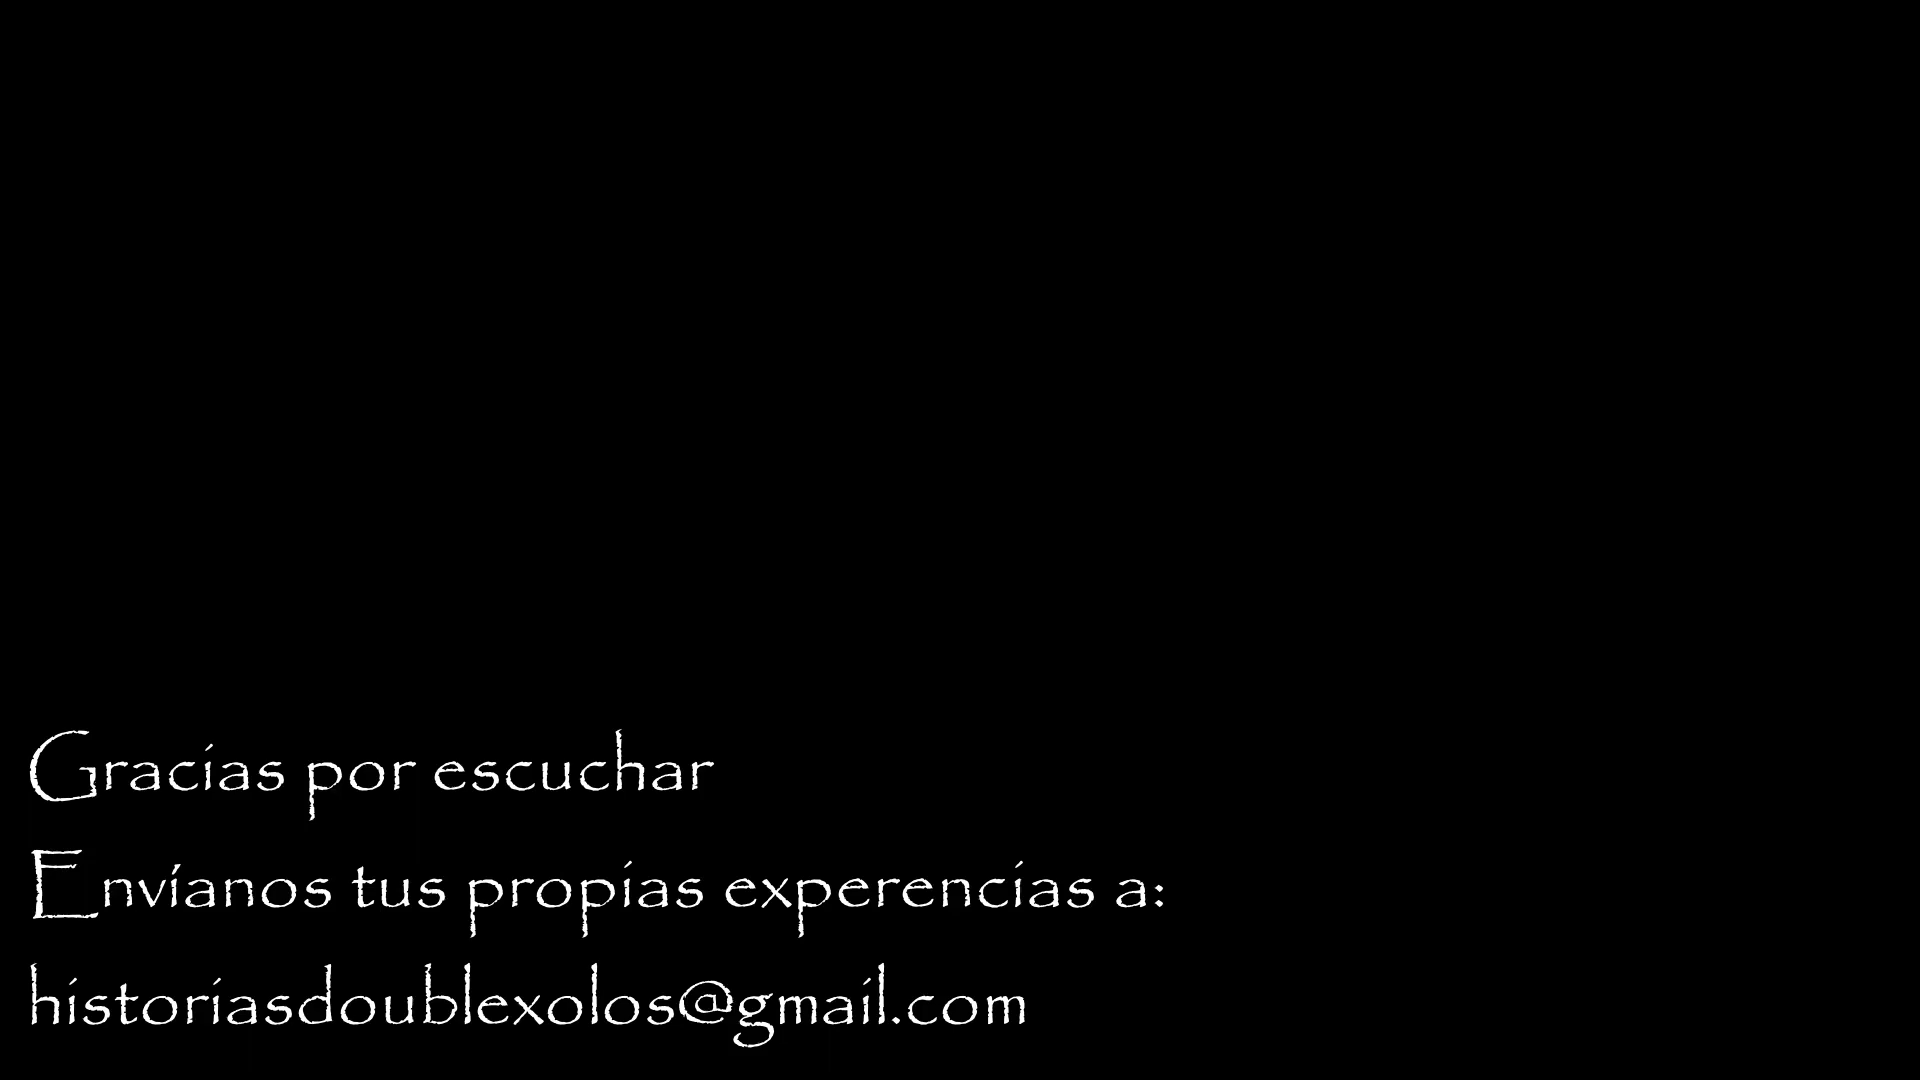 Gracias por escuchar
Envíanos tus propias experencias a:
historiasdoublexolos@gmail.com